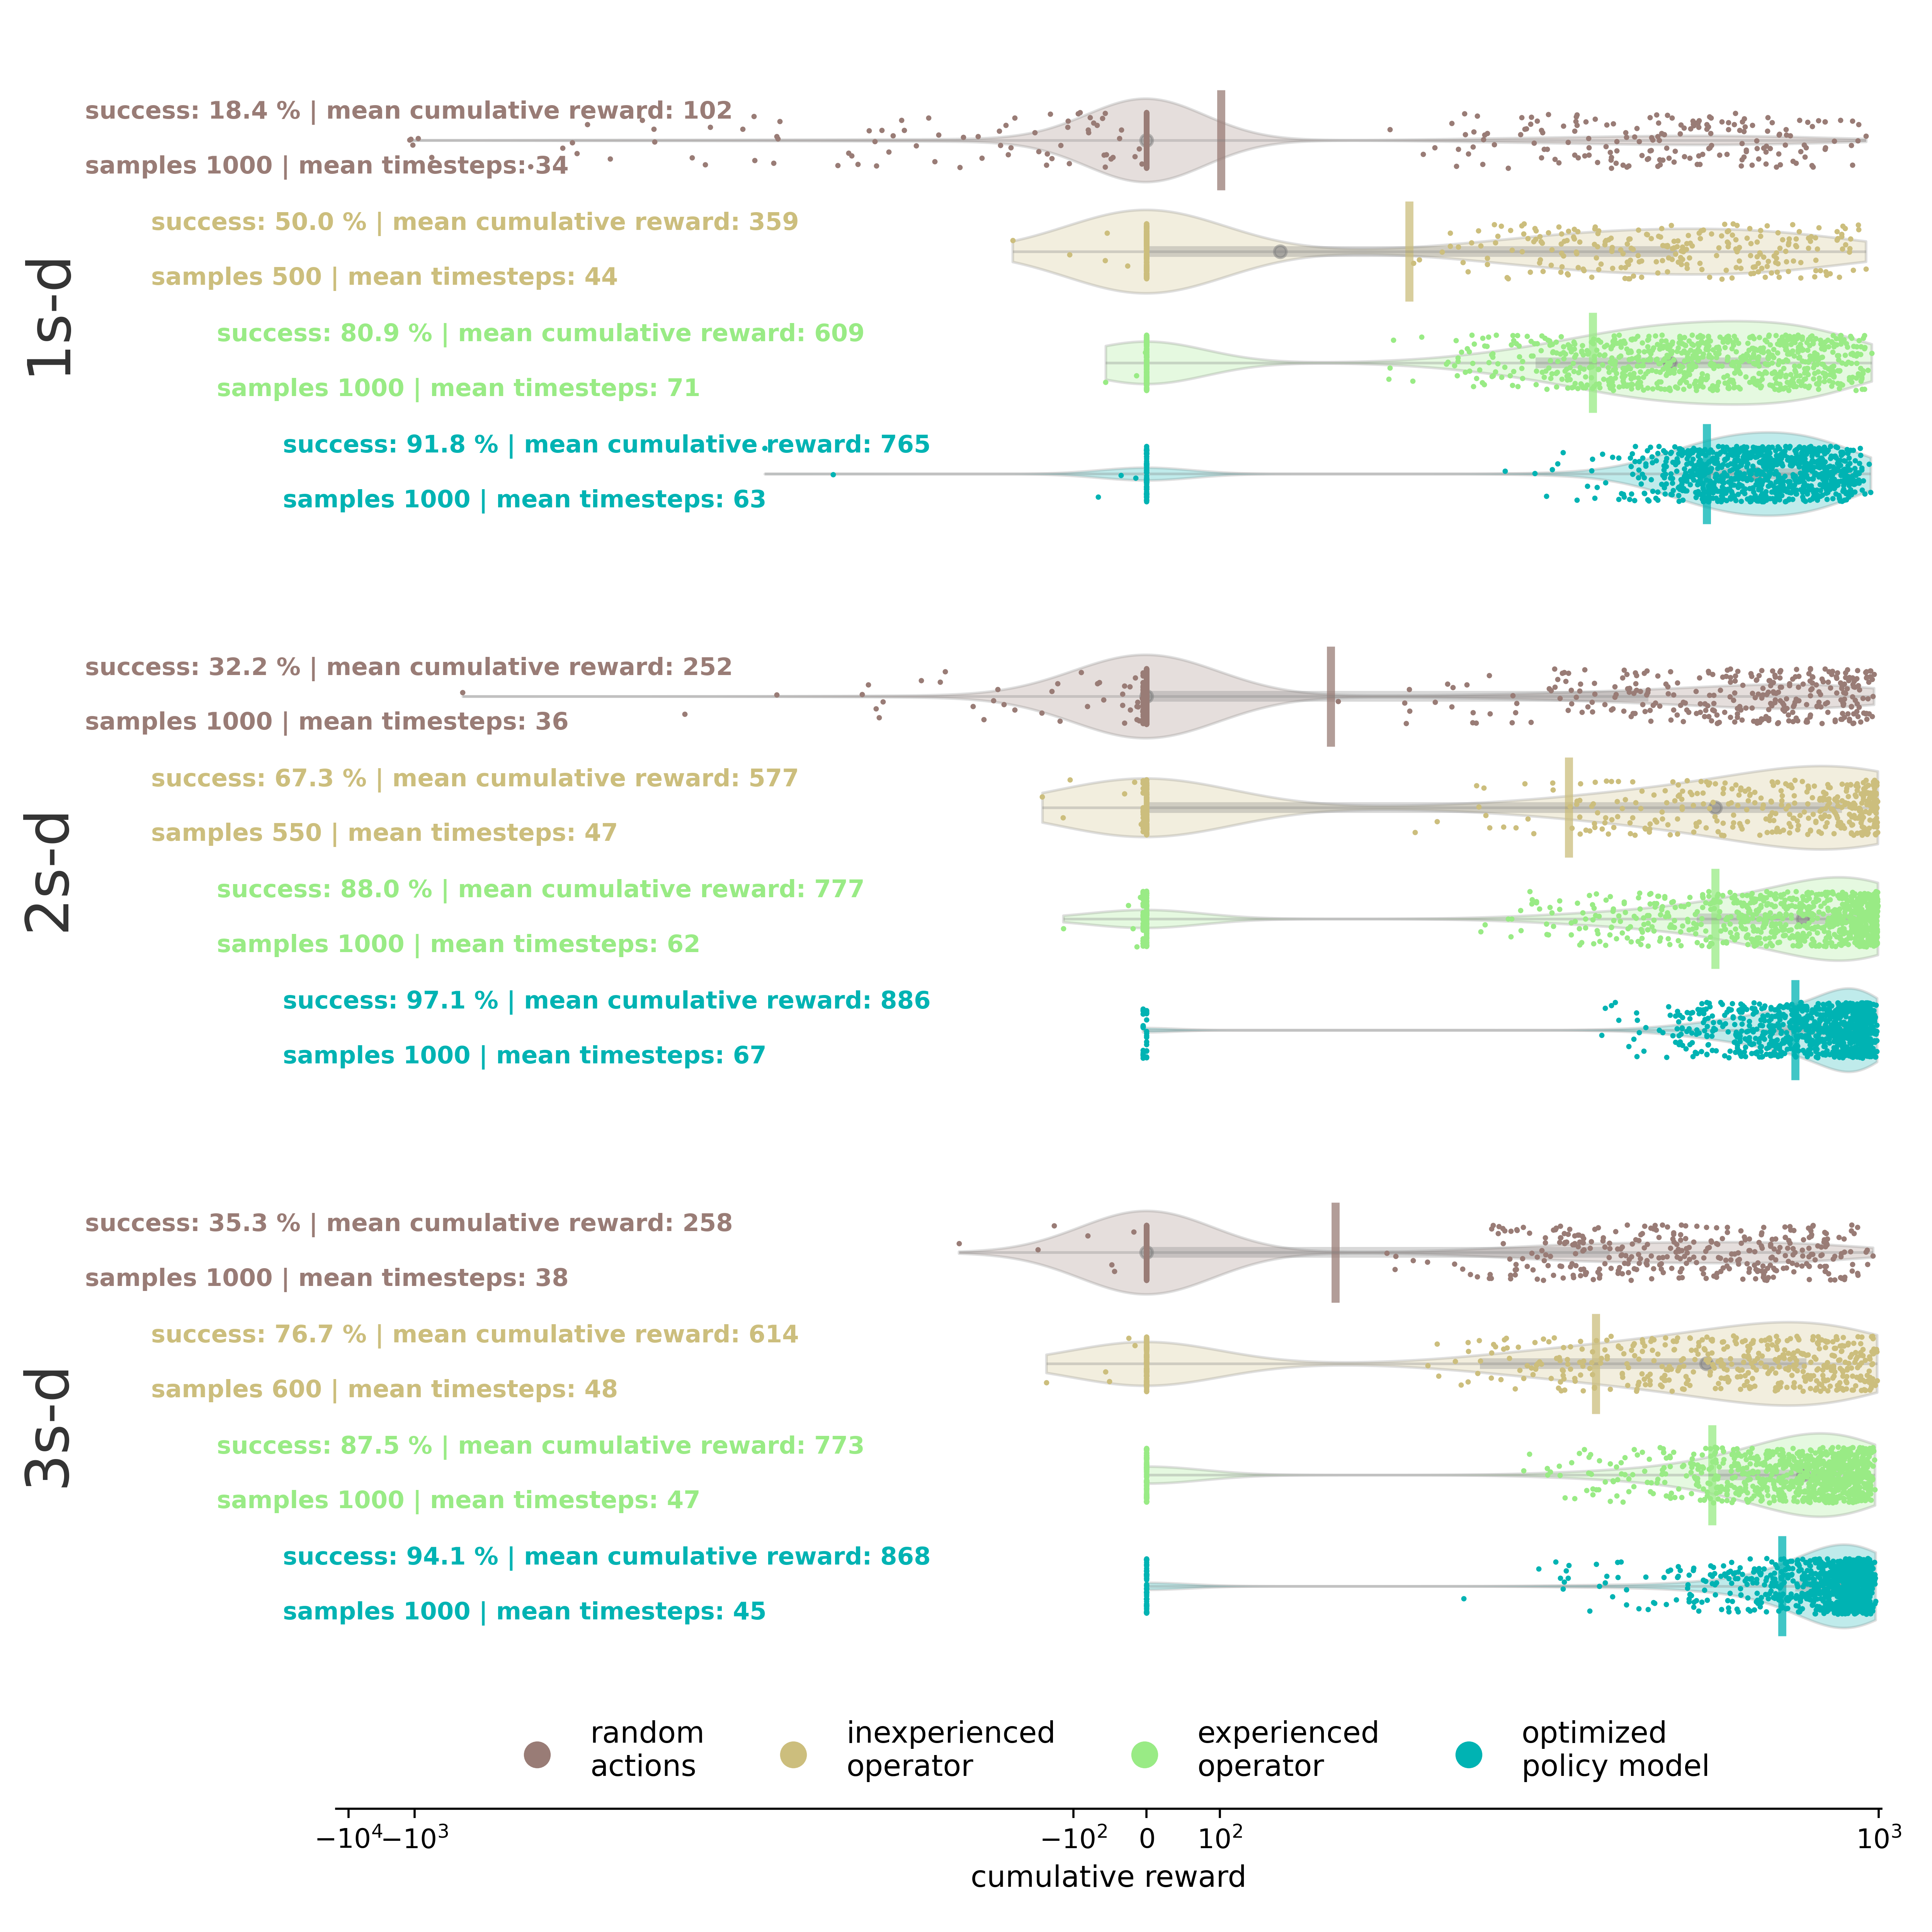 1s-d
success: 18.4 % | mean cumulative reward: 102
samples 1000 | mean timesteps: 34
success: 50.0 % | mean cumulative reward: 359
samples 500 | mean timesteps: 44
success: 80.9 % | mean cumulative reward: 609
samples 1000 | mean timesteps: 71
success: 91.8 % | mean cumulative reward: 765
samples 1000 | mean timesteps: 63
2s-d
success: 32.2 % | mean cumulative reward: 252
samples 1000 | mean timesteps: 36
success: 67.3 % | mean cumulative reward: 577
samples 550 | mean timesteps: 47
success: 88.0 % | mean cumulative reward: 777
samples 1000 | mean timesteps: 62
success: 97.1 % | mean cumulative reward: 886
samples 1000 | mean timesteps: 67
3s-d
success: 35.3 % | mean cumulative reward: 258
samples 1000 | mean timesteps: 38
success: 76.7 % | mean cumulative reward: 614
samples 600 | mean timesteps: 48
success: 87.5 % | mean cumulative reward: 773
samples 1000 | mean timesteps: 47
success: 94.1 % | mean cumulative reward: 868
samples 1000 | mean timesteps: 45
random
actions
inexperienced
operator
experienced
operator
optimized
policy model
−10⁴ −10³ −10² 0 10² 10³
cumulative reward